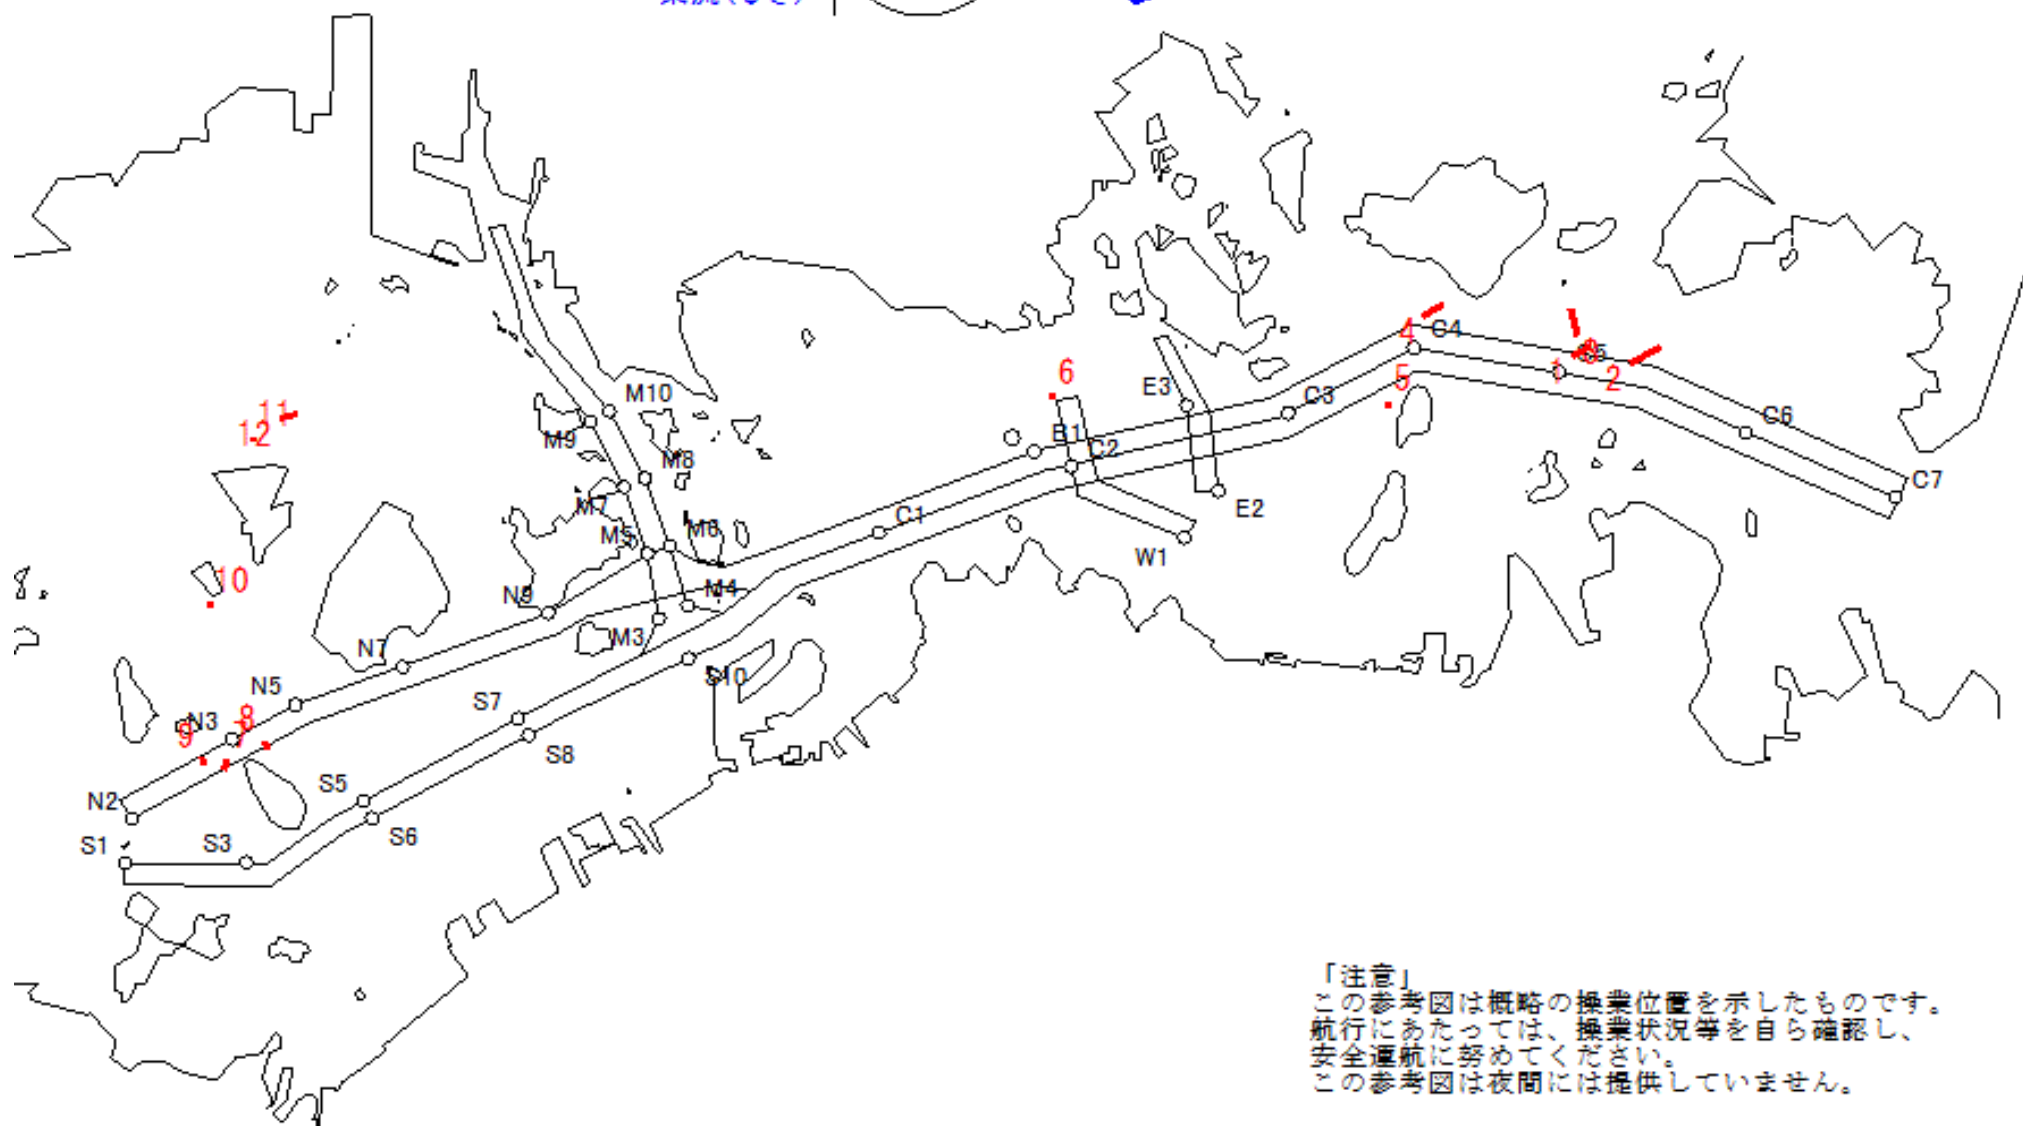 4
C4
3
1
2
5
6
E3
C3
C6
M10
11
12
M9
B1
C2
M8
C7
M7
E2
M5
M6
C1
W1
10
N9
M4
M3
N7
S10
N5
S7
N3
8
9
7
S8
S5
N2
S6
S1
S3
「注意」
この参考図は概略の操業位置を示したものです。
航行にあたっては、操業状況等を自ら確認し、
安全運航に努めてください。
この参考図は夜間には提供していません。